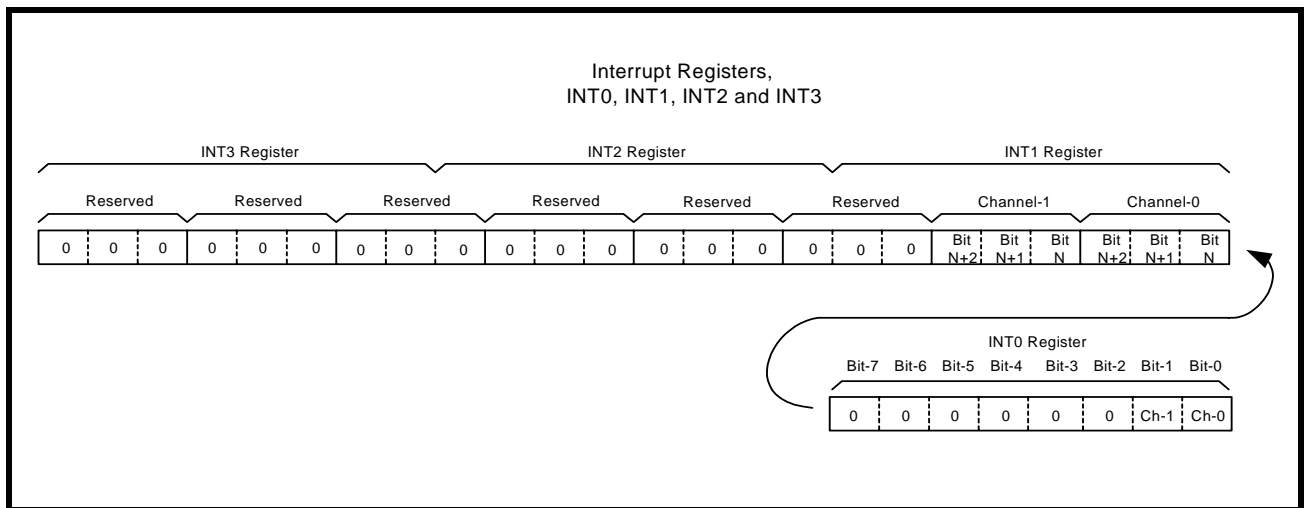 Interrupt Registers,
INT0, INT1, INT2 and INT3
INT3 Register INT2 Register INT1 Register
Reserved Reserved Reserved Reserved Reserved Reserved Channel-1 Channel-0
0 0 0 0 0 0 0 0 0 0 0 0 0 0 0 0 0 0 Bit Bit Bit Bit Bit Bit
N+2 N+1 N N+2 N+1 N
INT0 Register
Bit-7 Bit-6 Bit-5 Bit-4 Bit-3 Bit-2 Bit-1 Bit-0
0 0 0 0 0 0 Ch-1 Ch-0